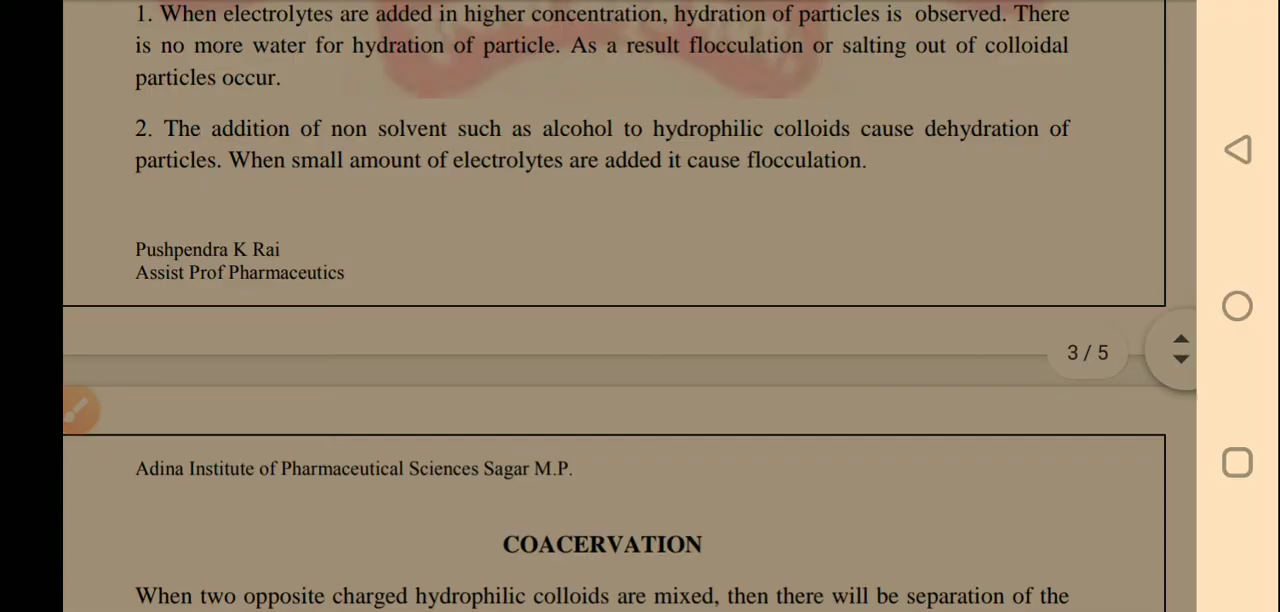 1. When electrolytes are added in higher concentration, hydration of particles is observed. There
is no more water for hydration of particle. As a result flocculation or salting out of colloidal
particles occur.
2. The addition of non solvent such as alcohol to hydrophilic colloids cause dehydration of
particles. When small amount of electrolytes are added it cause flocculation.
Pushpendra K Rai
Assist Prof Pharmaceutics
3 / 5
Adina Institute of Pharmaceutical Sciences Sagar M.P.
COACERVATION
When two opposite charged hydrophilic colloids are mixed, then there will be separation of the